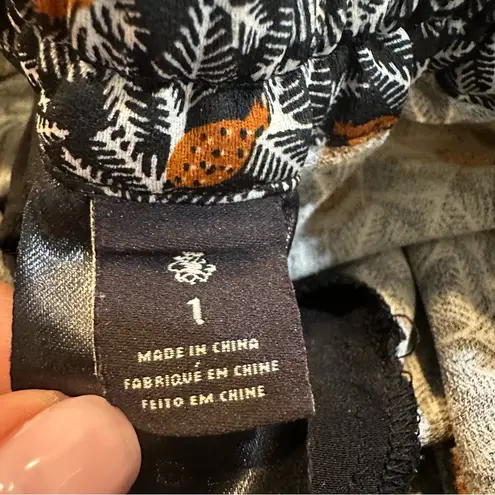 1
MADE IN CHINA
FABRIQUÉ EN CHINE
FEITO EM CHINE